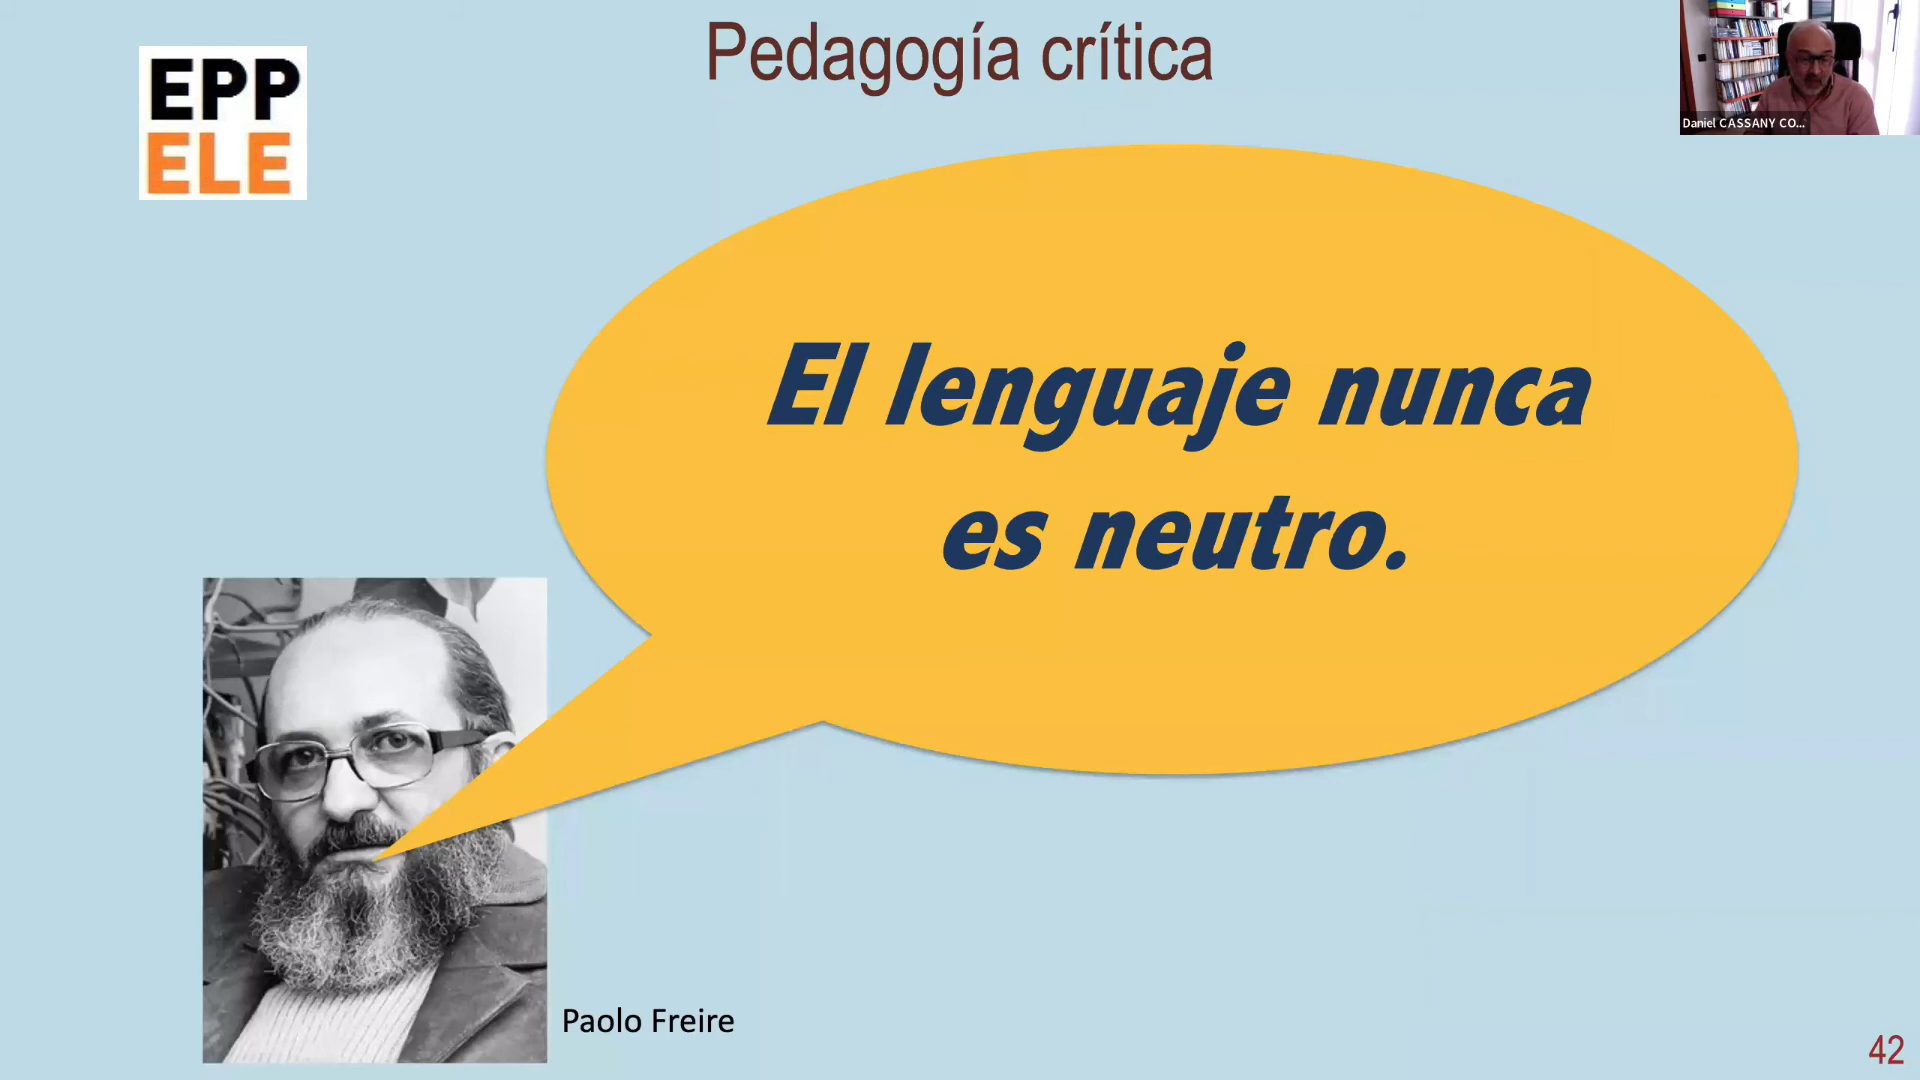 Pedagogía crítica
EPP
ELE
Daniel CASSANY CO...
El lenguaje nunca
es neutro.
Paolo Freire
42